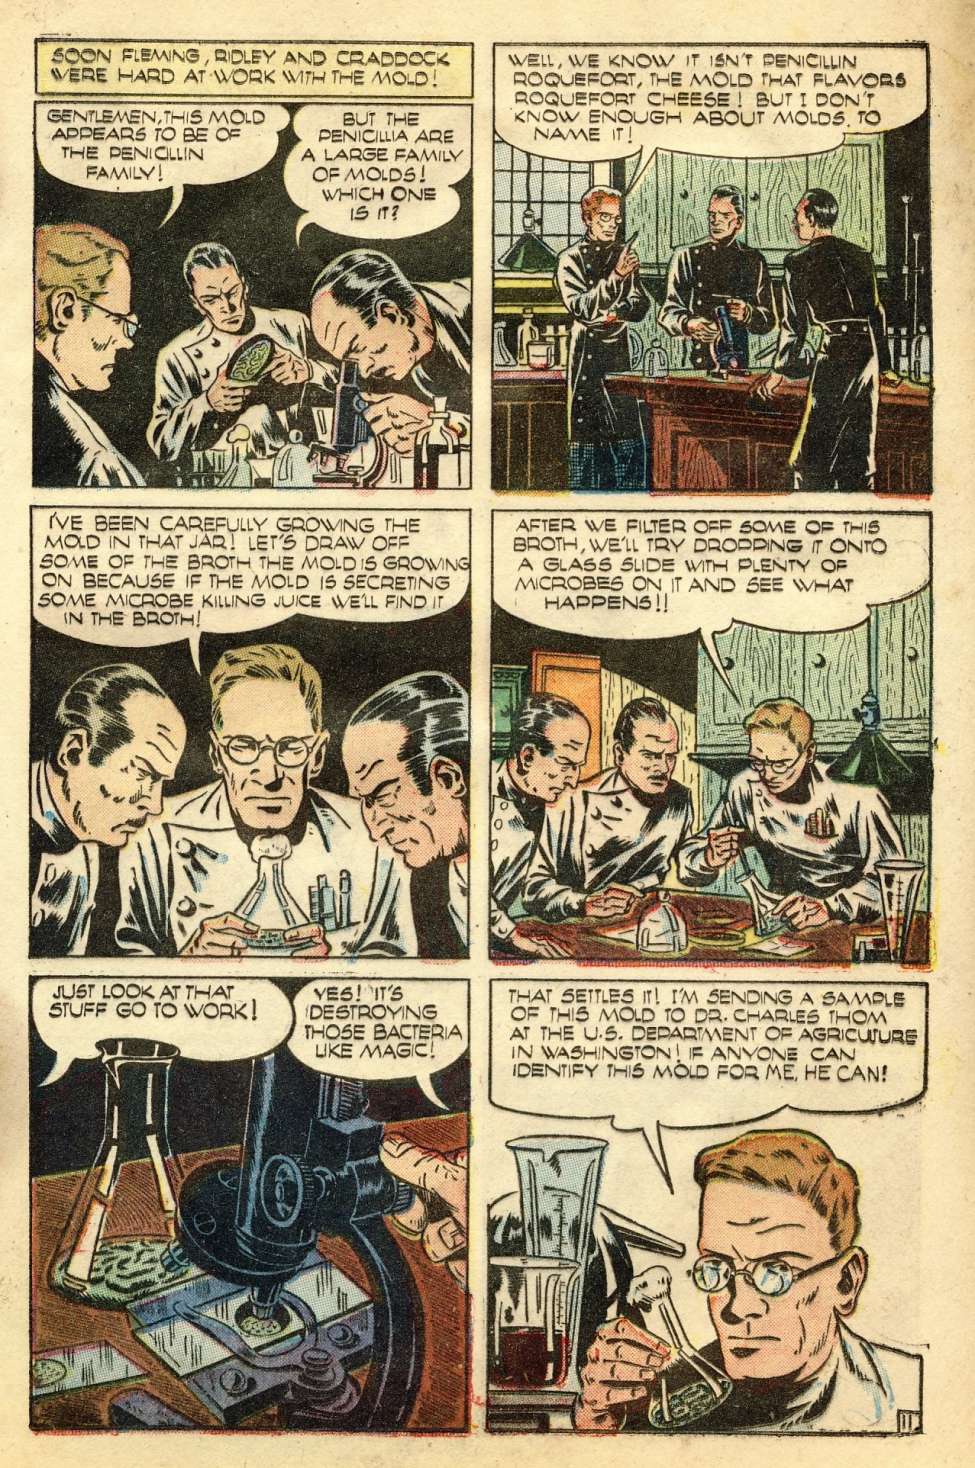 SOON FLEMING, RIDLEY AND CRADDOCK
WERE HARD AT WORK WITH THE MOLD!
GENTLEMEN, THIS MOLD
APPEARS TO BE OF
THE PENICILLIN
FAMILY!
BUT THE
PENICILLIA ARE
A LARGE FAMILY
OF MOLDS!
WHICH ONE
IS IT?
WELL, WE KNOW IT ISN'T PENICILLIN
ROQUEFORT, THE MOLD THAT FLAVORS
ROQUEFORT CHEESE! BUT I DON'T
KNOW ENOUGH ABOUT MOLDS, TO
NAME IT!
I'VE BEEN CAREFULLY GROWING THE
MOLD IN THAT JAR! LET'S DRAW OFF
SOME OF THE BROTH THE MOLD IS GROWING
ON BECAUSE IF THE MOLD IS SECRETING
SOME MICROBE KILLING JUICE WE'LL FIND IT
IN THE BROTH!
AFTER WE FILTER OFF SOME OF THIS
BROTH, WE'LL TRY DROPPING IT ONTO
A GLASS SLIDE WITH PLENTY OF
MICROBES ON IT AND SEE WHAT
HAPPENS!!
JUST LOOK AT THAT
STUFF GO TO WORK!
YES! IT'S
DESTROYING
THOSE BACTERIA
LIKE MAGIC!
THAT SETTLES IT! I'M SENDING A SAMPLE
OF THIS MOLD TO DR. CHARLES THOM
AT THE U.S. DEPARTMENT OF AGRICULTURE
IN WASHINGTON! IF ANYONE CAN
IDENTIFY THIS MOLD FOR ME, HE CAN!
11